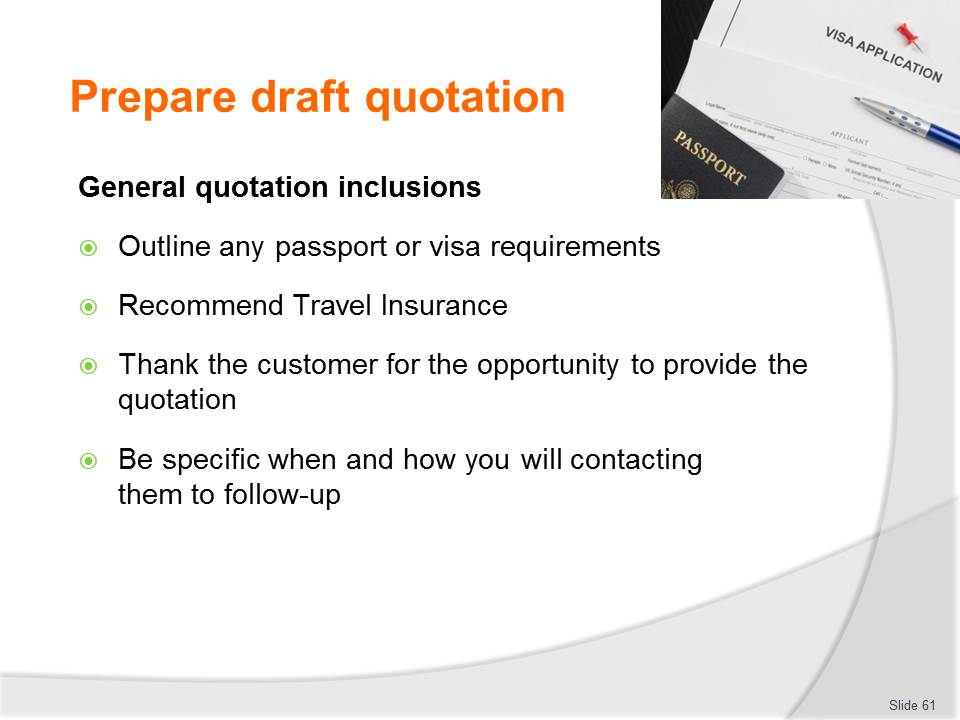 VISA APPLICATION
Legal Name
APPLICANT
PASSPORT
Prepare draft quotation
General quotation inclusions
Outline any passport or visa requirements
Recommend Travel Insurance
Thank the customer for the opportunity to provide the
quotation
Be specific when and how you will contacting
them to follow-up
Slide 61